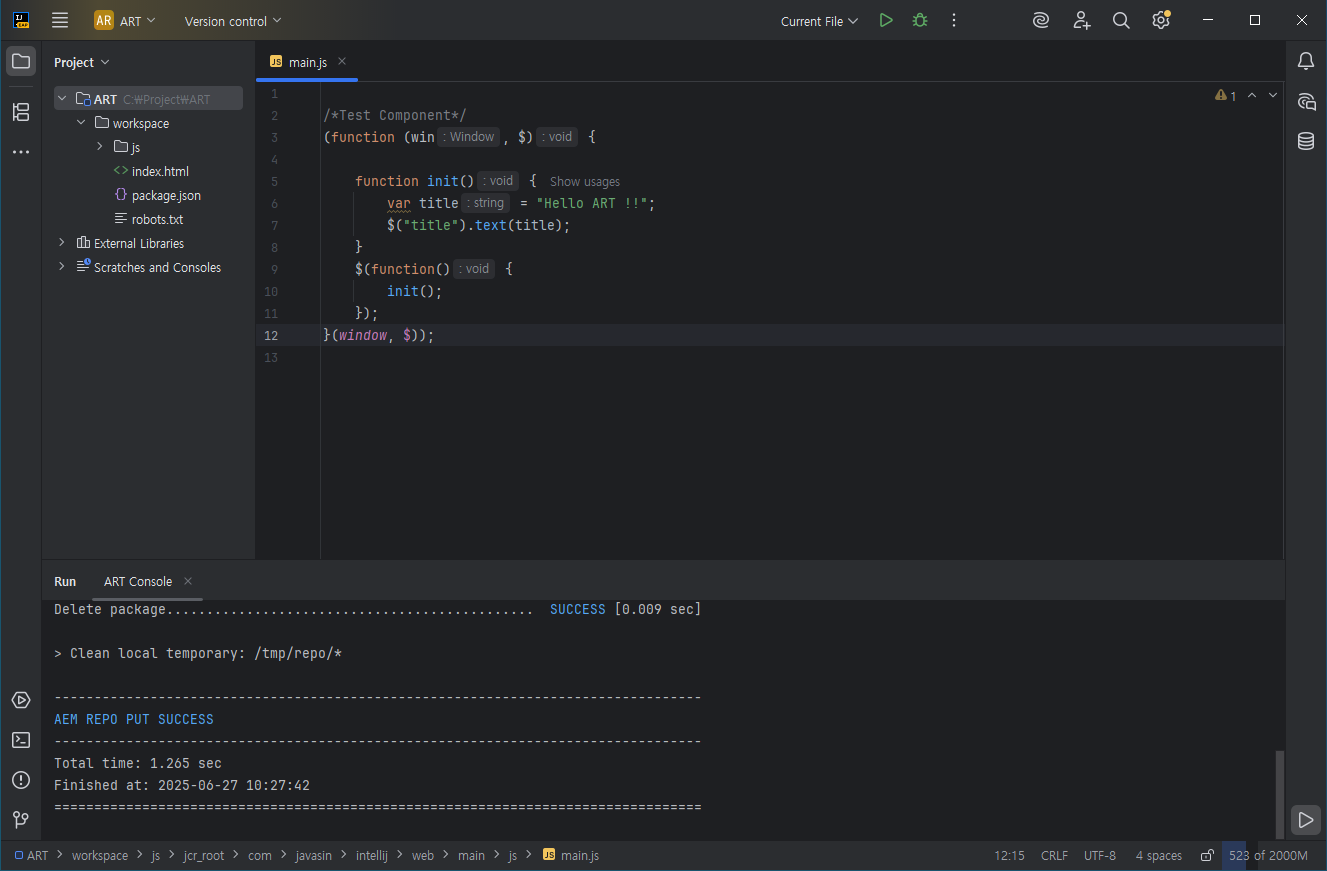 AR ART Version control Current File
Project
main.js
ART C:₩Project₩ART
workspace
js
index.html
package.json
robots.txt
External Libraries
Scratches and Consoles
1
1
2 /*Test Component*/
3 (function (win : Window , $) : void {
4
5 function init() : void { Show usages
6 var title : string = "Hello ART !!";
7 $("title").text(title);
8 }
9 $(function() : void {
10 init();
11 });
12 }(window, $));
13
Run ART Console
Delete package.............................................. SUCCESS [0.009 sec]
> Clean local temporary: /tmp/repo/*
---------------------------------------------------------------------------------
AEM REPO PUT SUCCESS
---------------------------------------------------------------------------------
Total time: 1.265 sec
Finished at: 2025-06-27 10:27:42
=================================================================================
ART > workspace > js > jcr_root > com > javasin > intellij > web > main > js > JS main.js 12:15 CRLF UTF-8 4 spaces 523 of 2000M